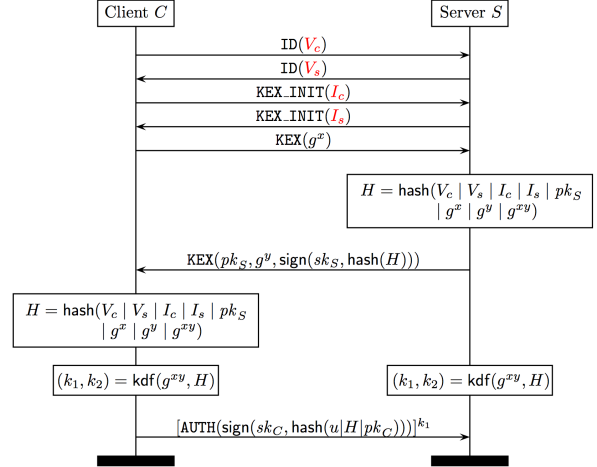 Client C
Server S
ID(V_c)
ID(V_s)
KEX_INIT(I_c)
KEX_INIT(I_s)
KEX(g^x)
H = hash(V_c | V_s | I_c | I_s | pk_S
| g^x | g^y | g^{xy})
KEX(pk_S, g^y, sign(sk_S, hash(H)))
H = hash(V_c | V_s | I_c | I_s | pk_S
| g^x | g^y | g^{xy})
(k_1, k_2) = kdf(g^{xy}, H)
(k_1, k_2) = kdf(g^{xy}, H)
[AUTH(sign(sk_C, hash(u|H|pk_C)))]^{k_1}